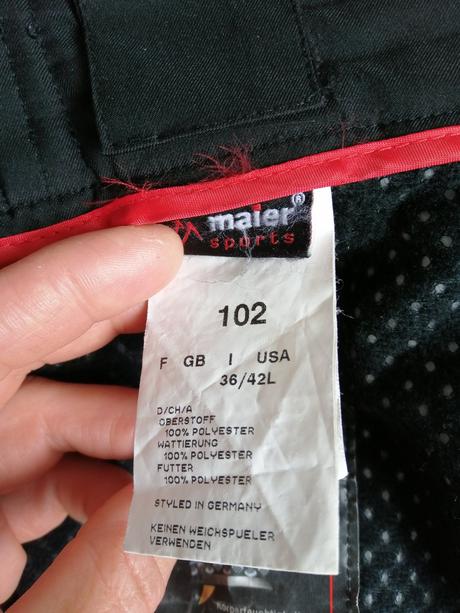 maier®
sports
102
F GB I USA
36/42L
D/CH/A
OBERSTOFF
100% POLYESTER
WATTIERUNG
100% POLYESTER
FUTTER
100% POLYESTER
STYLED IN GERMANY
KEINEN WEICHSPUELER
VERWENDEN